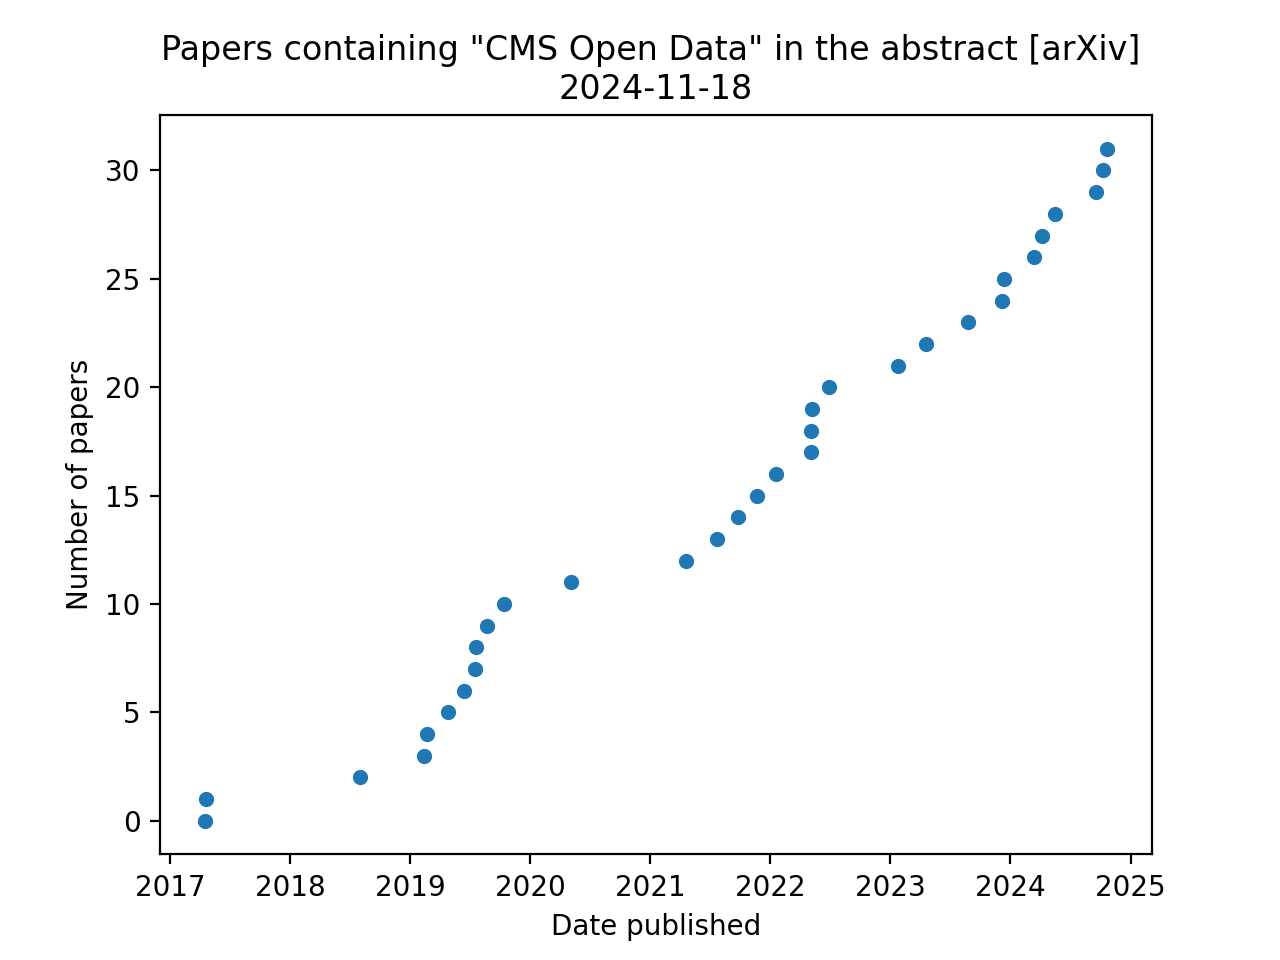 Papers containing "CMS Open Data" in the abstract [arXiv]
2024-11-18
30
25
20
15
10
5
0
Number of papers
2017 2018 2019 2020 2021 2022 2023 2024 2025
Date published